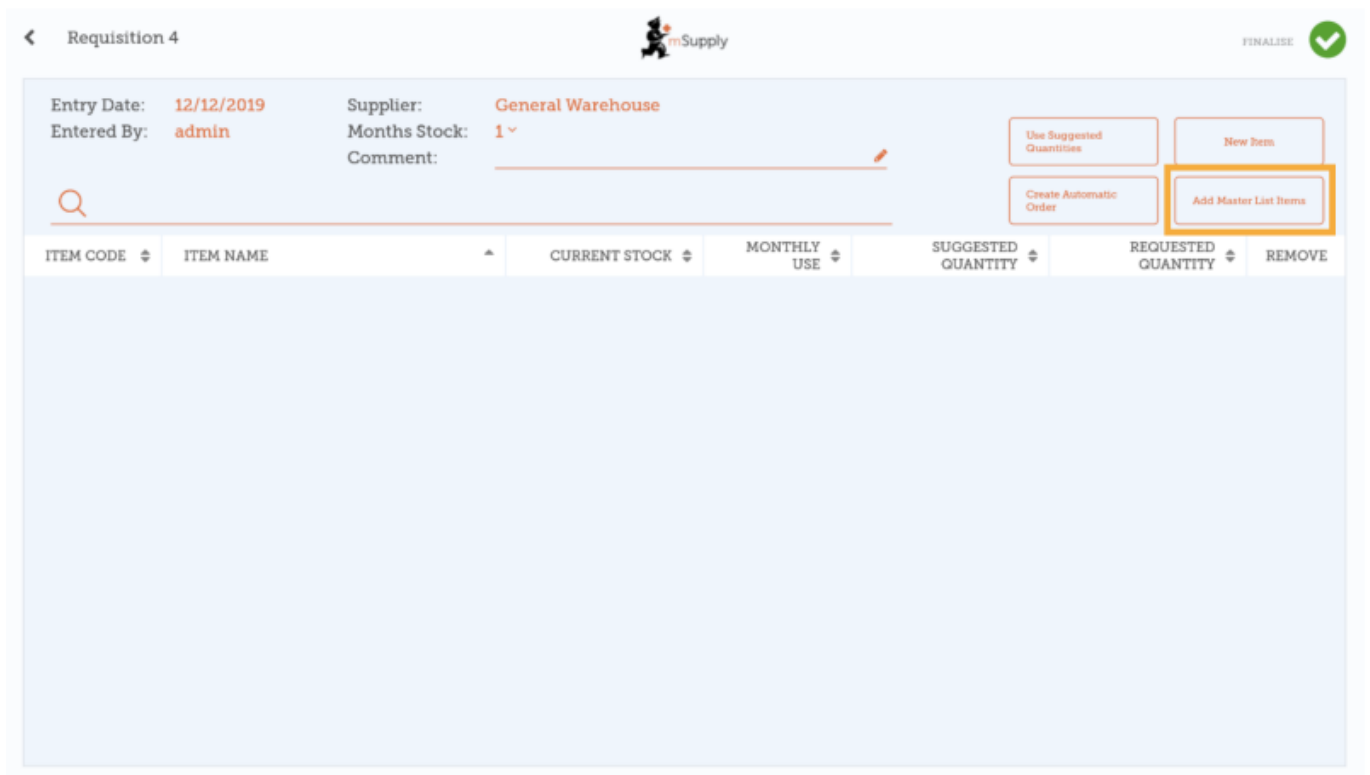 Requisition 4
mSupply
FINALISE
Entry Date: 12/12/2019 Supplier: General Warehouse
Entered By: admin Months Stock: 1
Comment:
Use Suggested
Quantities
New Item
Create Automatic
Order
Add Master List Items
ITEM CODE ITEM NAME CURRENT STOCK MONTHLY USE SUGGESTED QUANTITY REQUESTED QUANTITY REMOVE